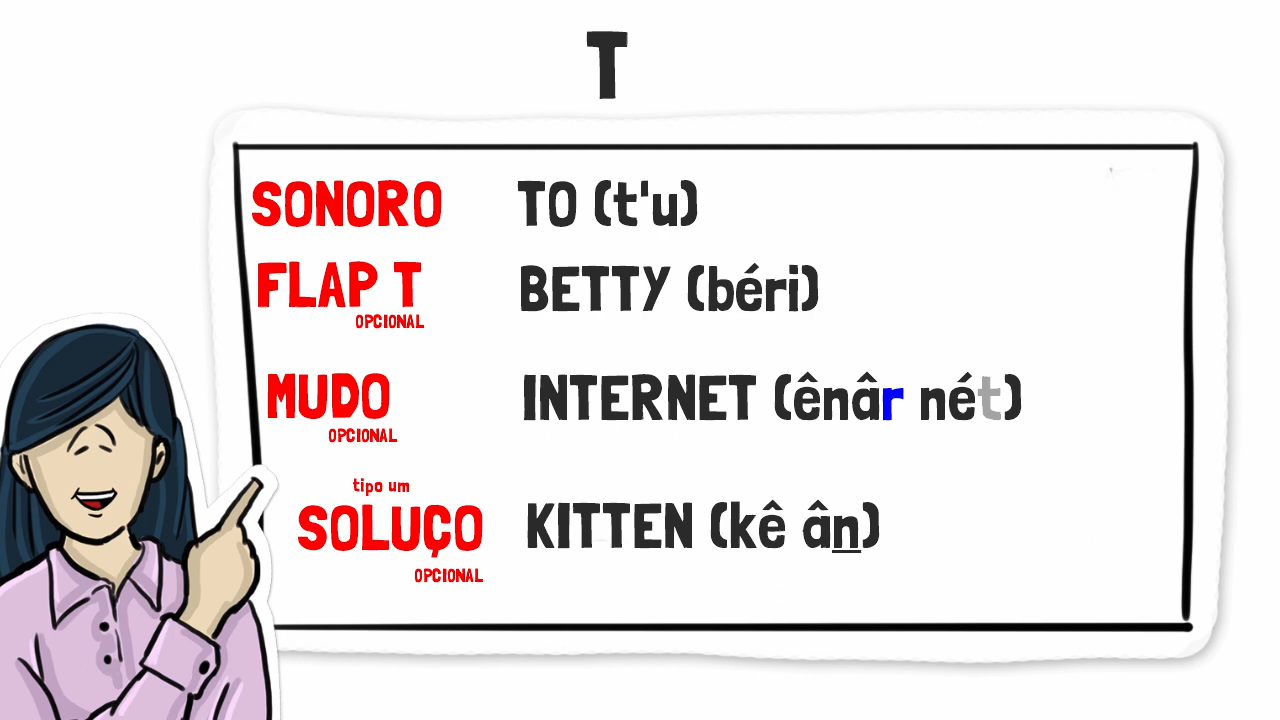 T
SONORO TO (t'u)
FLAP T BETTY (béri)
OPCIONAL
MUDO INTERNET (ênâr nét)
OPCIONAL
tipo um
SOLUÇO KITTEN (kê ân)
OPCIONAL